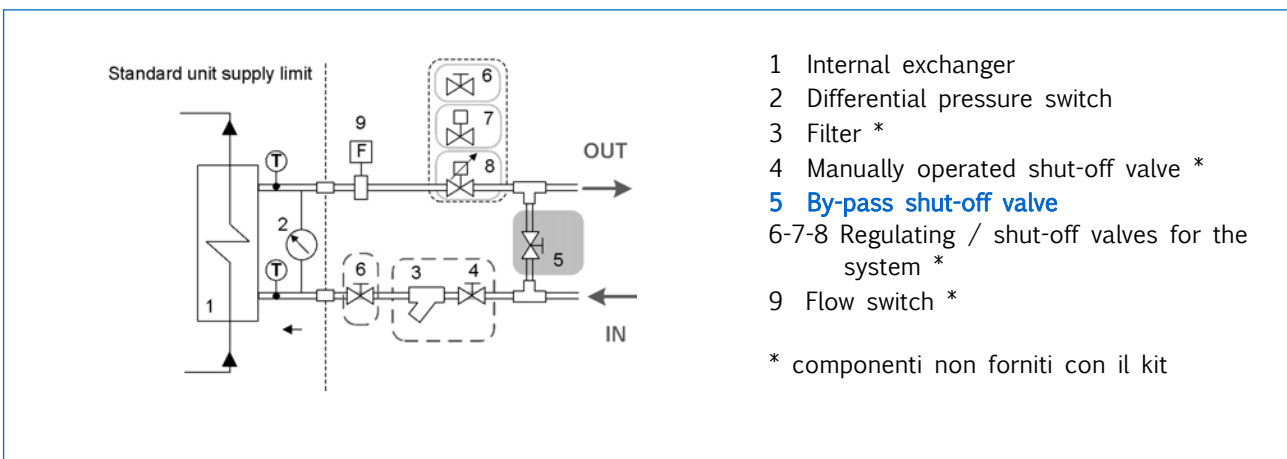 Standard unit supply limit
6
7
8
9
F
OUT
T
2
T
1
6
3
4
5
IN
1 Internal exchanger
2 Differential pressure switch
3 Filter *
4 Manually operated shut-off valve *
5 By-pass shut-off valve
6-7-8 Regulating / shut-off valves for the
system *
9 Flow switch *
* componenti non forniti con il kit